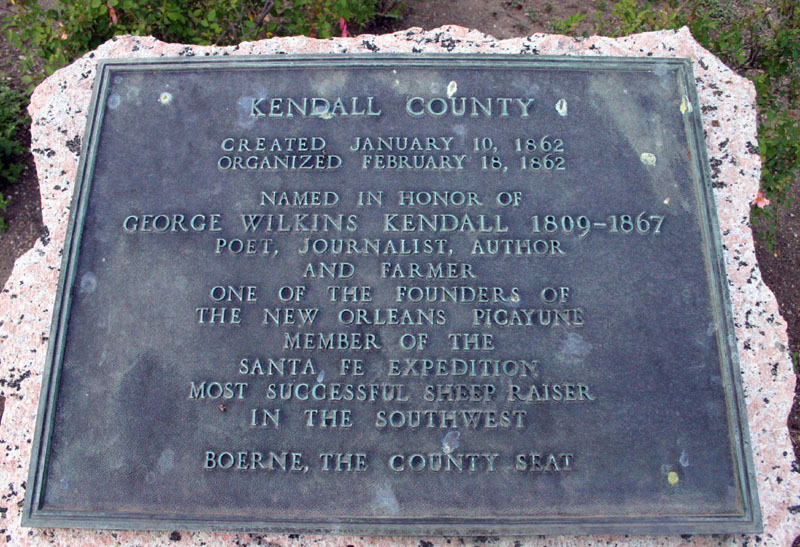 KENDALL COUNTY
CREATED JANUARY 10, 1862
ORGANIZED FEBRUARY 18, 1862
NAMED IN HONOR OF
GEORGE WILKINS KENDALL 1809-1867
POET, JOURNALIST, AUTHOR
AND FARMER
ONE OF THE FOUNDERS OF
THE NEW ORLEANS PICAYUNE
MEMBER OF THE
SANTA FE EXPEDITION
MOST SUCCESSFUL SHEEP RAISER
IN THE SOUTHWEST
BOERNE, THE COUNTY SEAT